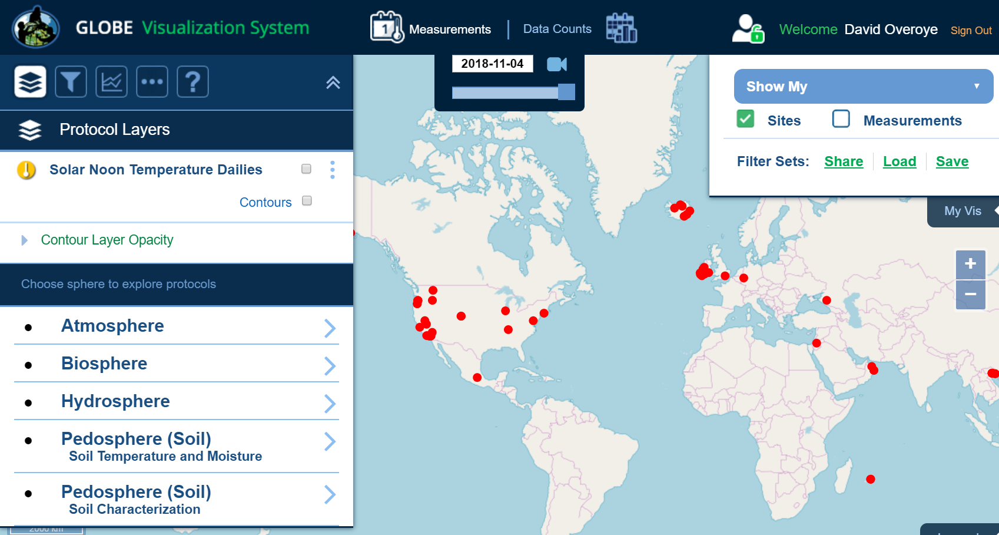 GLOBE Visualization System
1 Measurements
Data Counts
Welcome David Overoye Sign Out
2018-11-04
?
Protocol Layers
Solar Noon Temperature Dailies
Contours
Contour Layer Opacity
Choose sphere to explore protocols
Atmosphere
Biosphere
Hydrosphere
Pedosphere (Soil)
Soil Temperature and Moisture
Pedosphere (Soil)
Soil Characterization
2000 km
Show My
Sites Measurements
Filter Sets: Share Load Save
My Vis
+
−